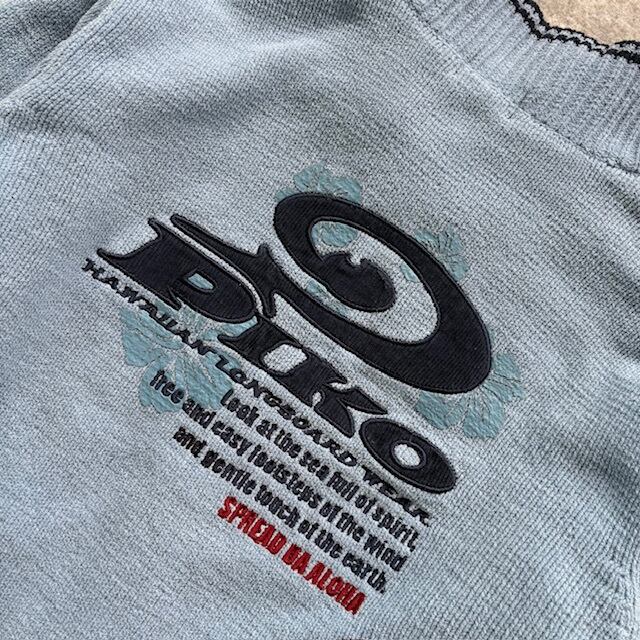 PIKO
HAWAIIAN LONGBOARD WEAR
Look at the sea full of spirit,
free and easy footsteps of the wind
and gentle touch of the earth.
SPREAD DA ALOHA